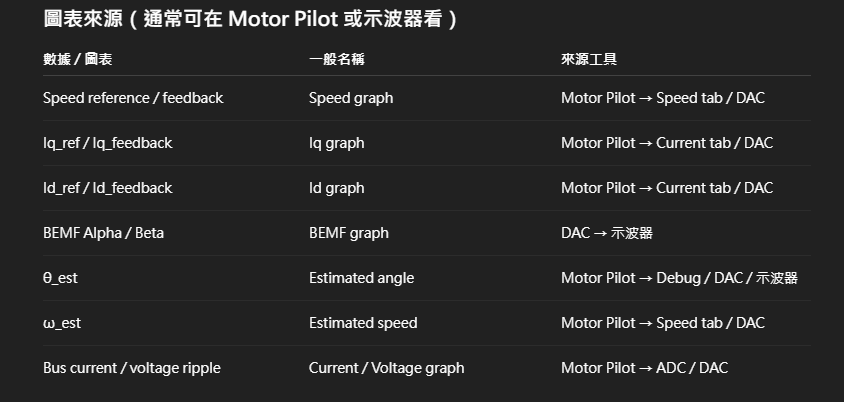 圖表來源（通常可在 Motor Pilot 或示波器看）
數據 / 圖表 一般名稱 來源工具
Speed reference / feedback Speed graph Motor Pilot → Speed tab / DAC
Iq_ref / Iq_feedback Iq graph Motor Pilot → Current tab / DAC
Id_ref / Id_feedback Id graph Motor Pilot → Current tab / DAC
BEMF Alpha / Beta BEMF graph DAC → 示波器
θ_est Estimated angle Motor Pilot → Debug / DAC / 示波器
ω_est Estimated speed Motor Pilot → Speed tab / DAC
Bus current / voltage ripple Current / Voltage graph Motor Pilot → ADC / DAC